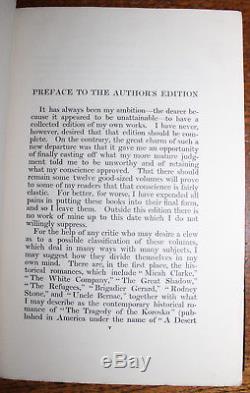 PREFACE TO THE AUTHOR'S EDITION
It has always been my ambition—the dearer be-
cause it appeared to be unattainable—to have a
collected edition of my own works. I have never,
however, desired that that edition should be com-
plete. On the contrary, the great charm of such a
new departure was that it gave me an opportunity
of finally casting off what my more mature judg-
ment told me to be unworthy and of retaining
what my conscience approved. That there should
remain some twelve good-sized volumes will prove
to some of my readers that that conscience is fairly
elastic. For better, for worse, I have expended all
pains in putting these books into their final form,
and so I leave them. Outside this edition there is
no work of mine up to this date which I do not
willingly suppress.
For the help of any critic who may desire a clew
as to a possible classification of these volumes,
which deal in many ways with many subjects, I
may suggest how they divide themselves in my
own mind. There are, in the first place, the his-
torical romances, which include "Micah Clarke,"
"The White Company," "The Great Shadow,"
"The Refugees," "Brigadier Gerard," "Rodney
Stone," and "Uncle Bernac," together with what I
may describe as the contemporary historical ro-
mance of "The Tragedy of the Korosko" (pub-
lished in America under the name of "A Desert
v